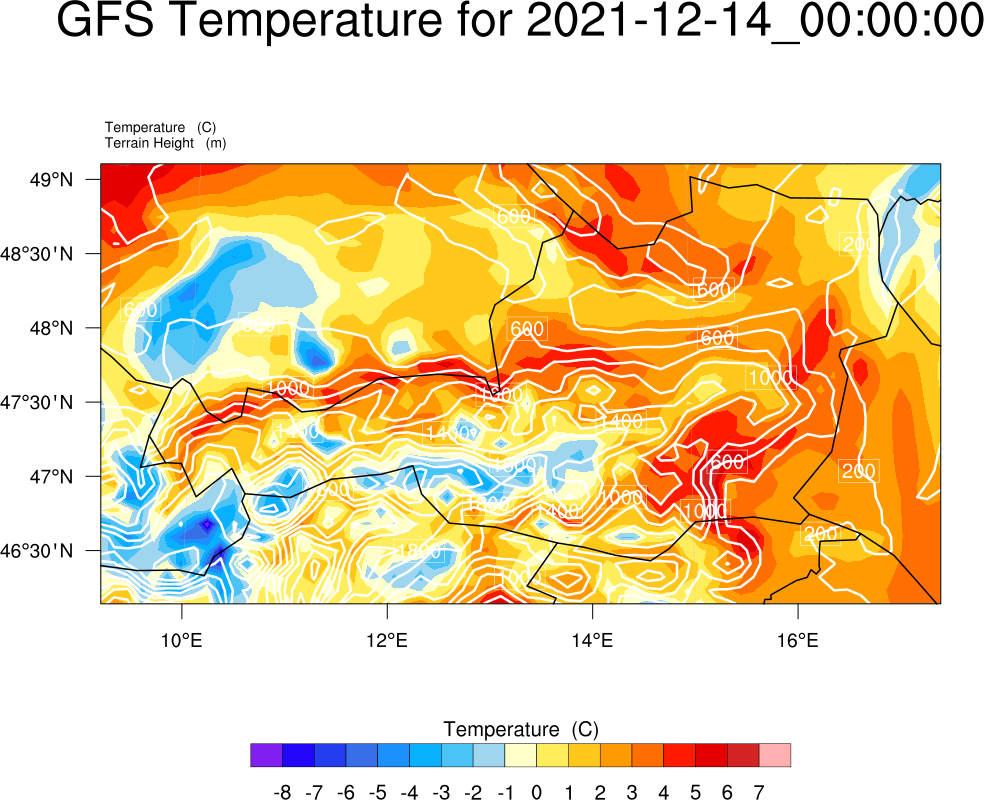 GFS Temperature for 2021-12-14_00:00:00
Temperature (C)
Terrain Height (m)
49°N
48°30'N
48°N
47°30'N
47°N
46°30'N
600
200
600
600
600
600
1000
1000
1400
1400
600
200
1000
1000
1400
200
1800
10°E
12°E
14°E
16°E
Temperature (C)
-8 -7 -6 -5 -4 -3 -2 -1 0 1 2 3 4 5 6 7